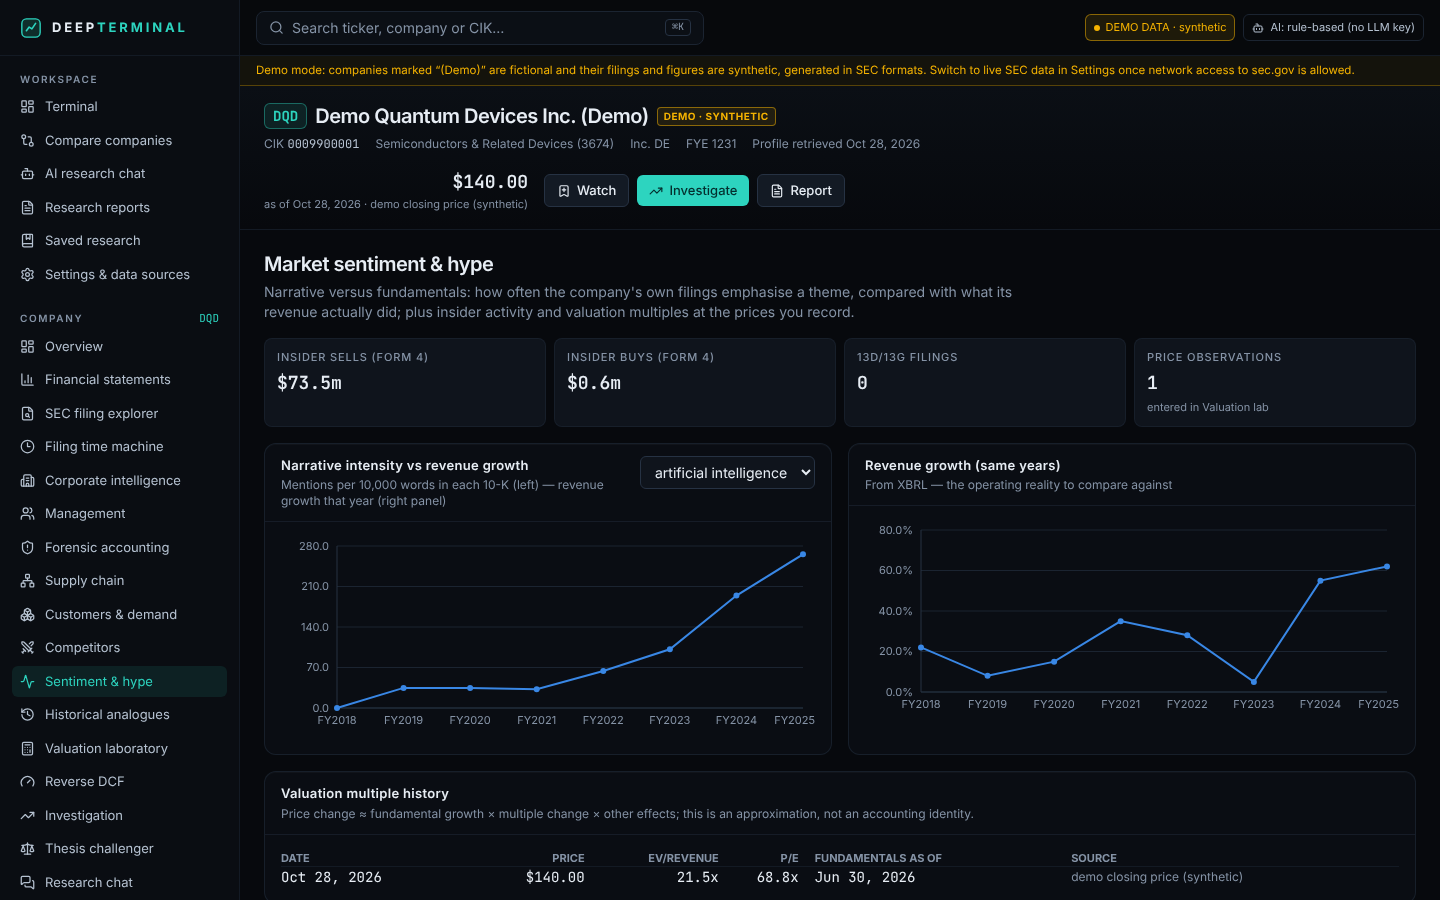 DEEPTERMINAL
Search ticker, company or CIK...
⌘K
DEMO DATA · synthetic
AI: rule-based (no LLM key)
Demo mode: companies marked “(Demo)” are fictional and their filings and figures are synthetic, generated in SEC formats. Switch to live SEC data in Settings once network access to sec.gov is allowed.
WORKSPACE
Terminal
Compare companies
AI research chat
Research reports
Saved research
Settings & data sources
COMPANY DQD
Overview
Financial statements
SEC filing explorer
Filing time machine
Corporate intelligence
Management
Forensic accounting
Supply chain
Customers & demand
Competitors
Sentiment & hype
Historical analogues
Valuation laboratory
Reverse DCF
Investigation
Thesis challenger
Research chat
DQD Demo Quantum Devices Inc. (Demo) DEMO · SYNTHETIC
CIK 0009900001 Semiconductors & Related Devices (3674) Inc. DE FYE 1231 Profile retrieved Oct 28, 2026
$140.00
as of Oct 28, 2026 · demo closing price (synthetic)
Watch
Investigate
Report
Market sentiment & hype
Narrative versus fundamentals: how often the company's own filings emphasise a theme, compared with what its
revenue actually did; plus insider activity and valuation multiples at the prices you record.
INSIDER SELLS (FORM 4)
$73.5m
INSIDER BUYS (FORM 4)
$0.6m
13D/13G FILINGS
0
PRICE OBSERVATIONS
1
entered in Valuation lab
Narrative intensity vs revenue growth
Mentions per 10,000 words in each 10-K (left) — revenue
growth that year (right panel)
artificial intelligence
280.0
210.0
140.0
70.0
0.0
FY2018 FY2019 FY2020 FY2021 FY2022 FY2023 FY2024 FY2025
Revenue growth (same years)
From XBRL — the operating reality to compare against
80.0%
60.0%
40.0%
20.0%
0.0%
FY2018 FY2019 FY2020 FY2021 FY2022 FY2023 FY2024 FY2025
Valuation multiple history
Price change ≈ fundamental growth × multiple change × other effects; this is an approximation, not an accounting identity.
DATE PRICE EV/REVENUE P/E FUNDAMENTALS AS OF SOURCE
Oct 28, 2026 $140.00 21.5x 68.8x Jun 30, 2026 demo closing price (synthetic)